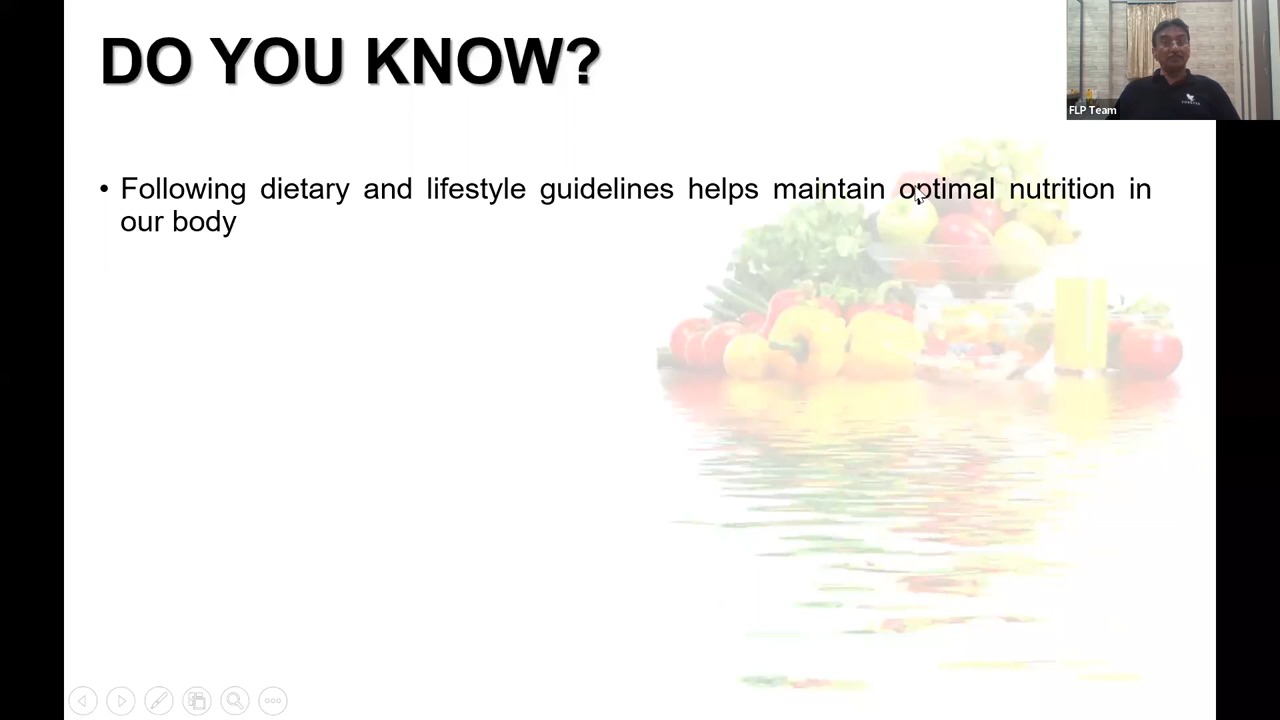 DO YOU KNOW?
FLP Team
• Following dietary and lifestyle guidelines helps maintain optimal nutrition in
our body